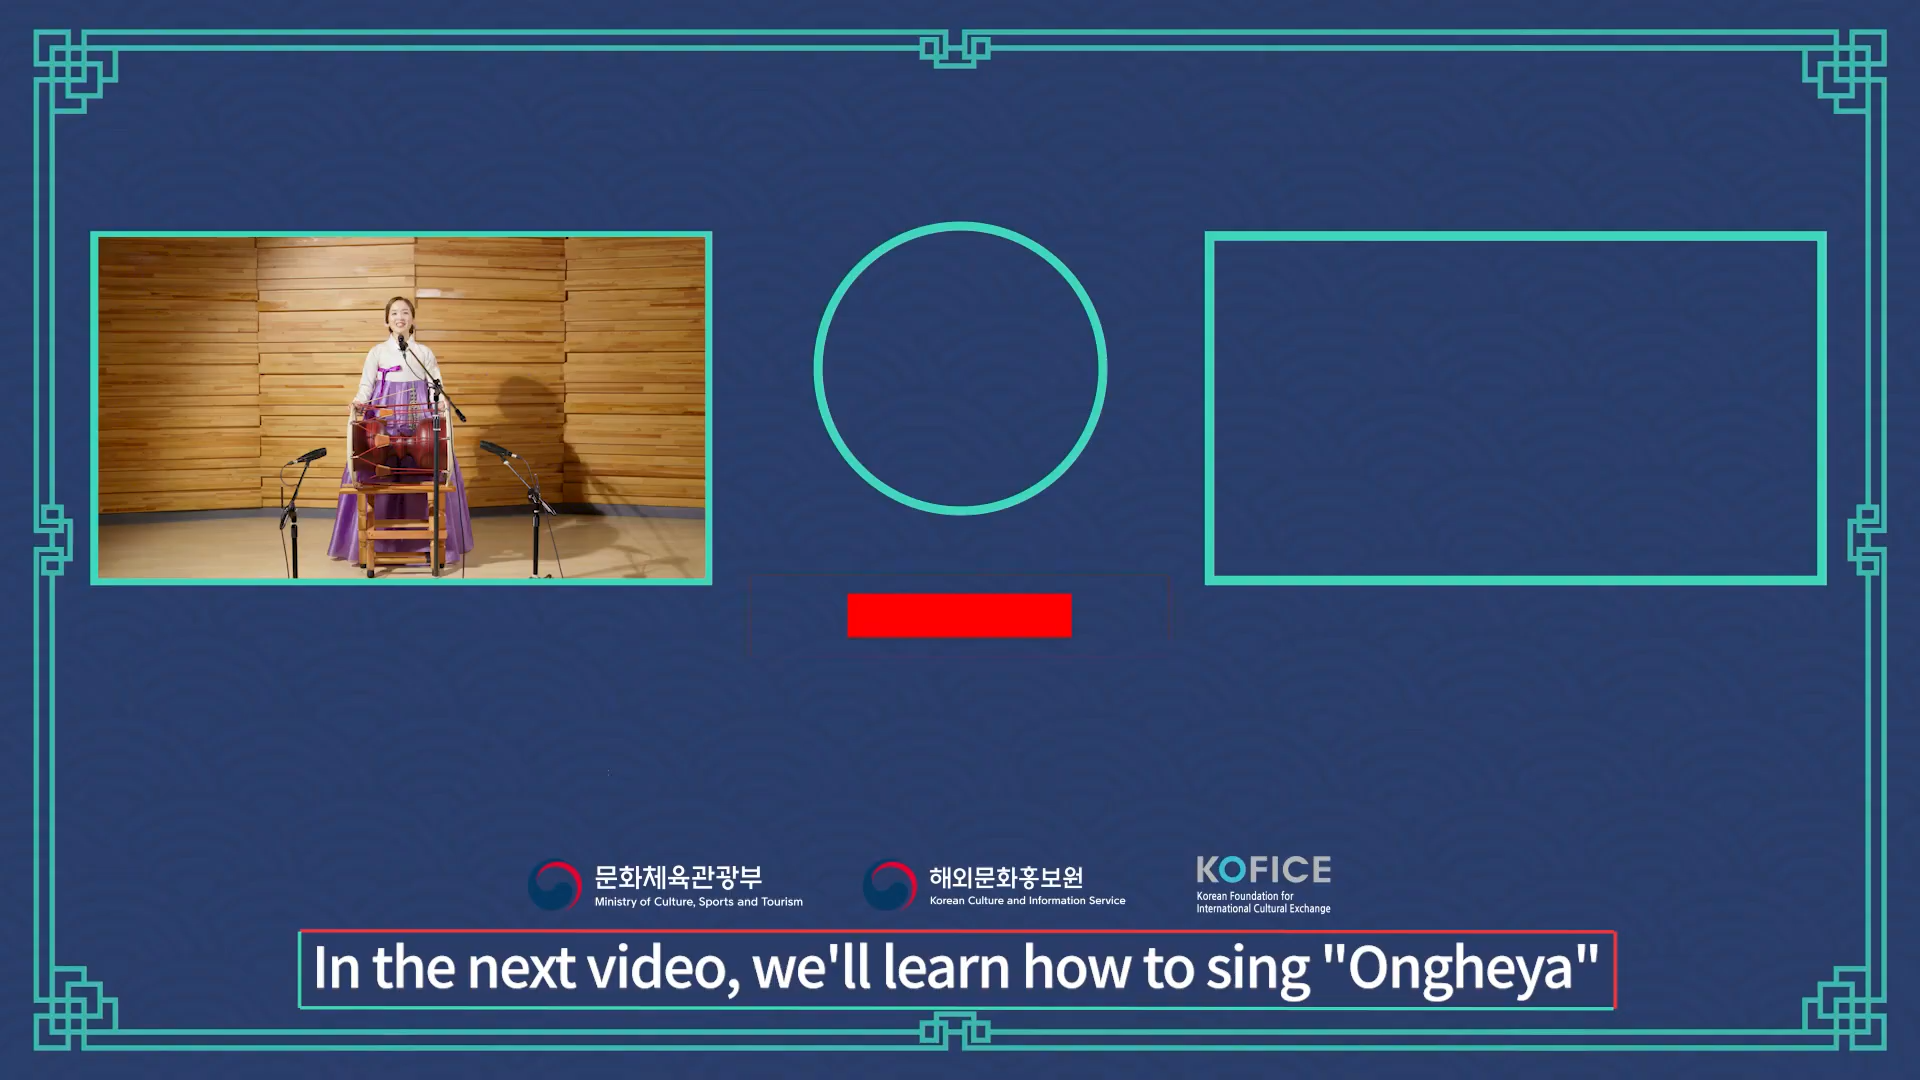 문화체육관광부
Ministry of Culture, Sports and Tourism
해외문화홍보원
Korean Culture and Information Service
KOFICE
Korean Foundation for
International Cultural Exchange
In the next video, we'll learn how to sing "Ongheya"